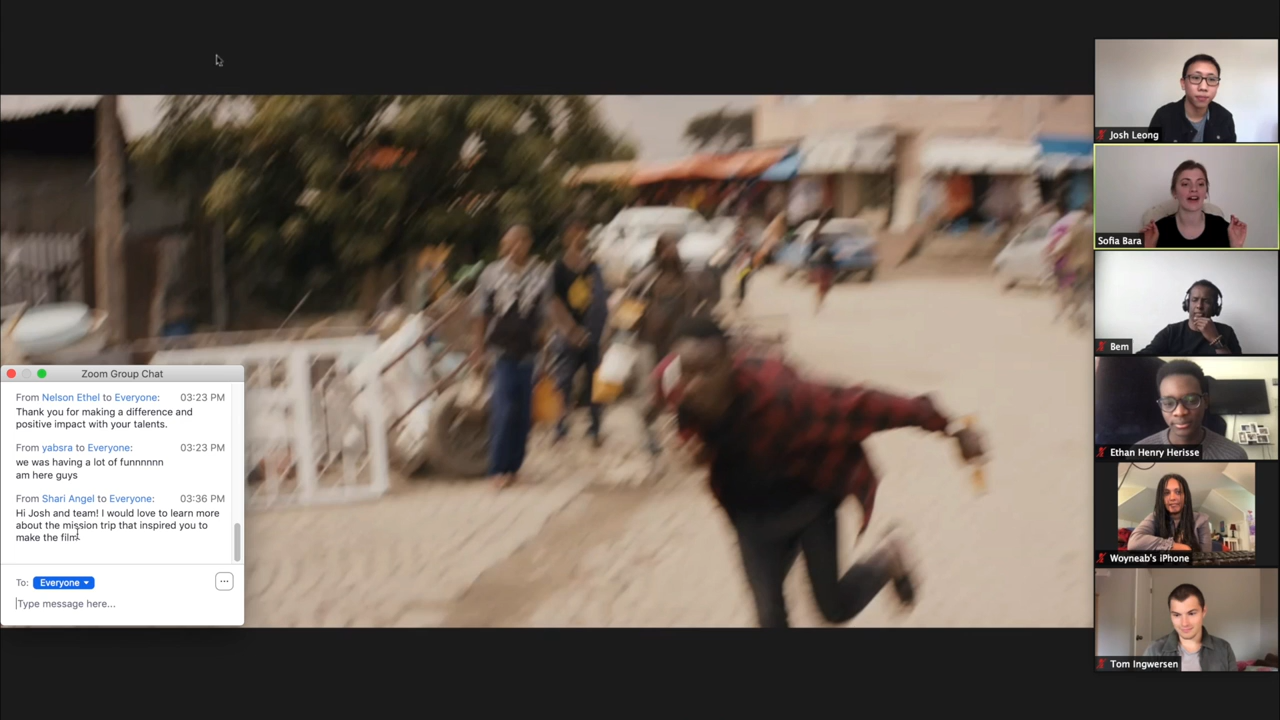 Zoom Group Chat
From Nelson Ethel to Everyone: 03:23 PM
Thank you for making a difference and
positive impact with your talents.
From yabsra to Everyone: 03:23 PM
we was having a lot of funnnnnn
am here guys
From Shari Angel to Everyone: 03:36 PM
Hi Josh and team! I would love to learn more
about the mission trip that inspired you to
make the film.
To: Everyone
Type message here...
Josh Leong
Sofia Bara
Bem
Ethan Henry Herisse
Woyneab's iPhone
Tom Ingwersen